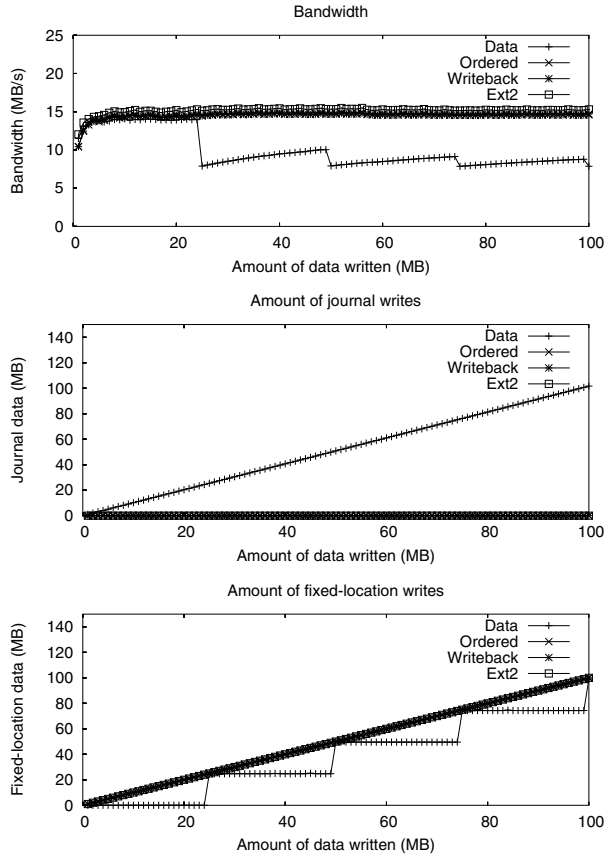 Bandwidth
25
20
15
10
5
0
Bandwidth (MB/s)
Data
Ordered
Writeback
Ext2
0 20 40 60 80 100
Amount of data written (MB)
Amount of journal writes
140
120
100
80
60
40
20
0
Journal data (MB)
Data
Ordered
Writeback
Ext2
0 20 40 60 80 100
Amount of data written (MB)
Amount of fixed-location writes
140
120
100
80
60
40
20
0
Fixed-location data (MB)
Data
Ordered
Writeback
Ext2
0 20 40 60 80 100
Amount of data written (MB)